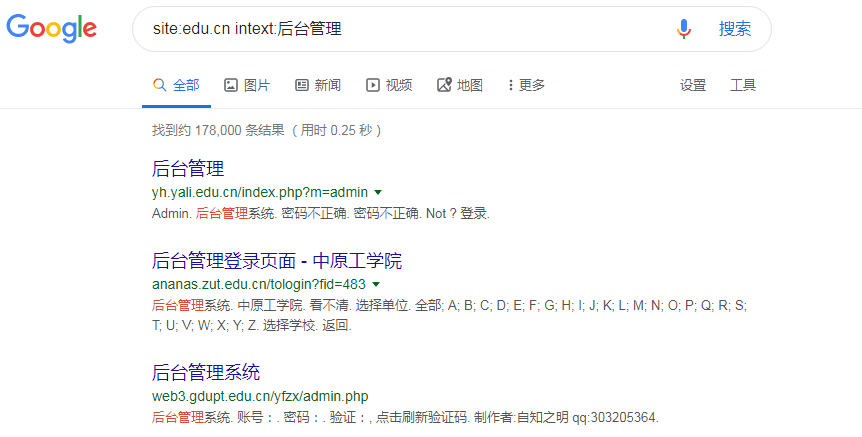 Google
site:edu.cn intext:后台管理
搜索
全部 图片 新闻 视频 地图 更多 设置 工具
找到约 178,000 条结果 （用时 0.25 秒）
后台管理
yh.yali.edu.cn/index.php?m=admin
Admin. 后台管理系统. 密码不正确. 密码不正确. Not ? 登录.
后台管理登录页面 - 中原工学院
ananas.zut.edu.cn/tologin?fid=483
后台管理系统. 中原工学院. 看不清. 选择单位. 全部; A; B; C; D; E; F; G; H; I; J; K; L; M; N; O; P; Q; R; S;
T; U; V; W; X; Y; Z. 选择学校. 返回.
后台管理系统
web3.gdupt.edu.cn/yfzx/admin.php
后台管理系统. 账号：. 密码：. 验证：, 点击刷新验证码. 制作者:自知之明 qq:303205364.